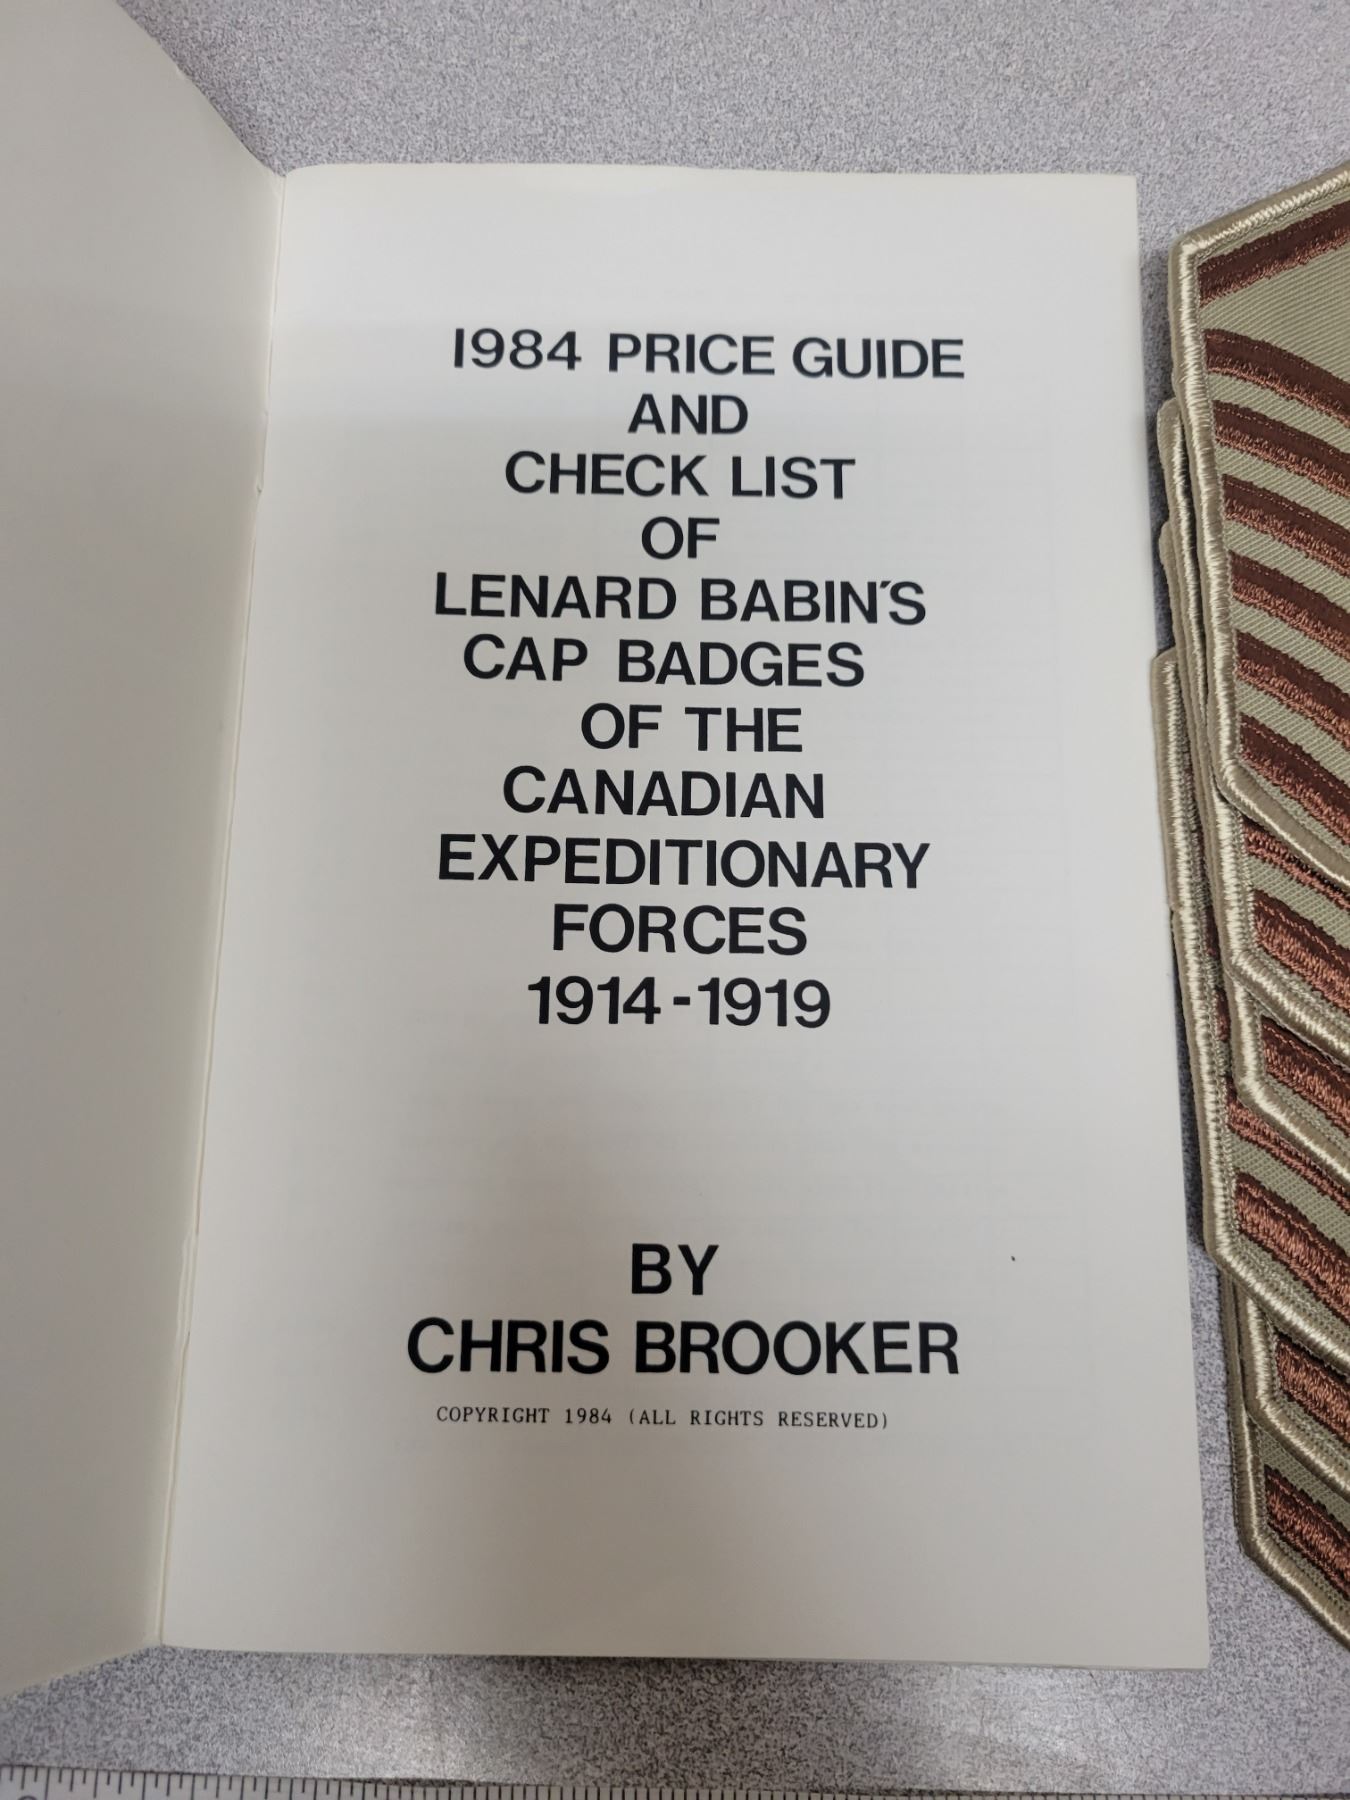 1984 PRICE GUIDE
AND
CHECK LIST
OF
LENARD BABIN'S
CAP BADGES
OF THE
CANADIAN
EXPEDITIONARY
FORCES
1914-1919
BY
CHRIS BROOKER
COPYRIGHT 1984 (ALL RIGHTS RESERVED)